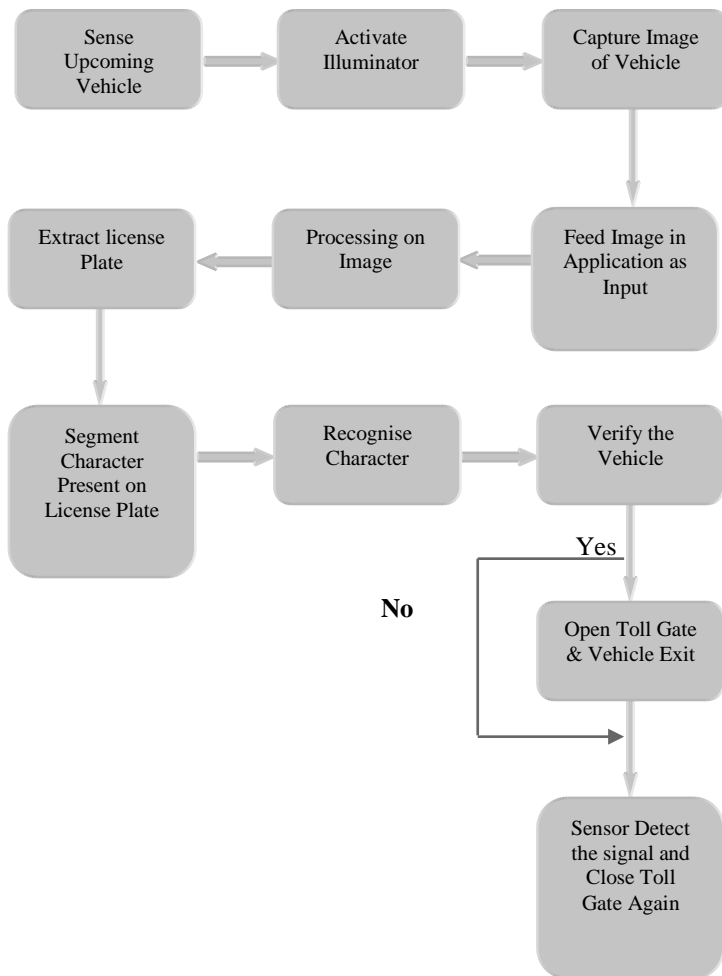 Sense
Upcoming
Vehicle
Activate
Illuminator
Capture Image
of Vehicle
Feed Image in
Application as
Input
Processing on
Image
Extract license
Plate
Segment
Character
Present on
License Plate
Recognise
Character
Verify the
Vehicle
Yes
No
Open Toll Gate
& Vehicle Exit
Sensor Detect
the signal and
Close Toll
Gate Again